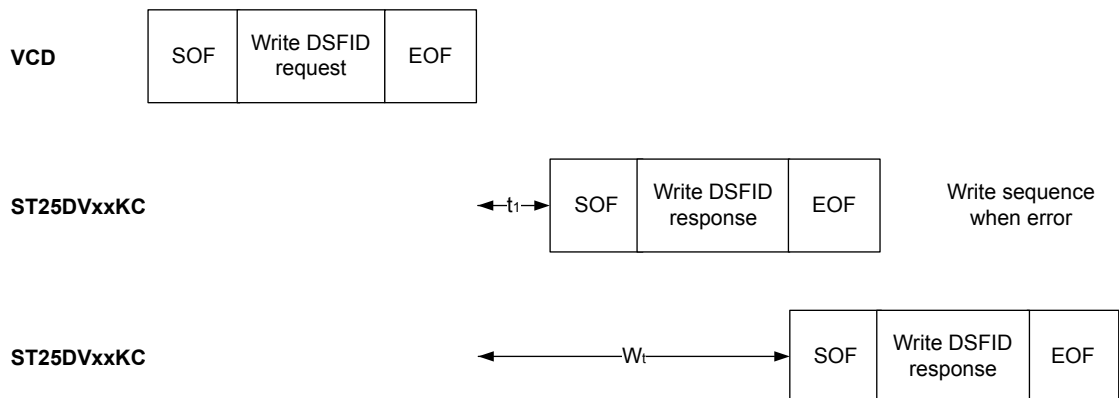 VCD
SOF
Write DSFID
request
EOF
ST25DVxxKC
t1
SOF
Write DSFID
response
EOF
Write sequence
when error
ST25DVxxKC
Wt
SOF
Write DSFID
response
EOF